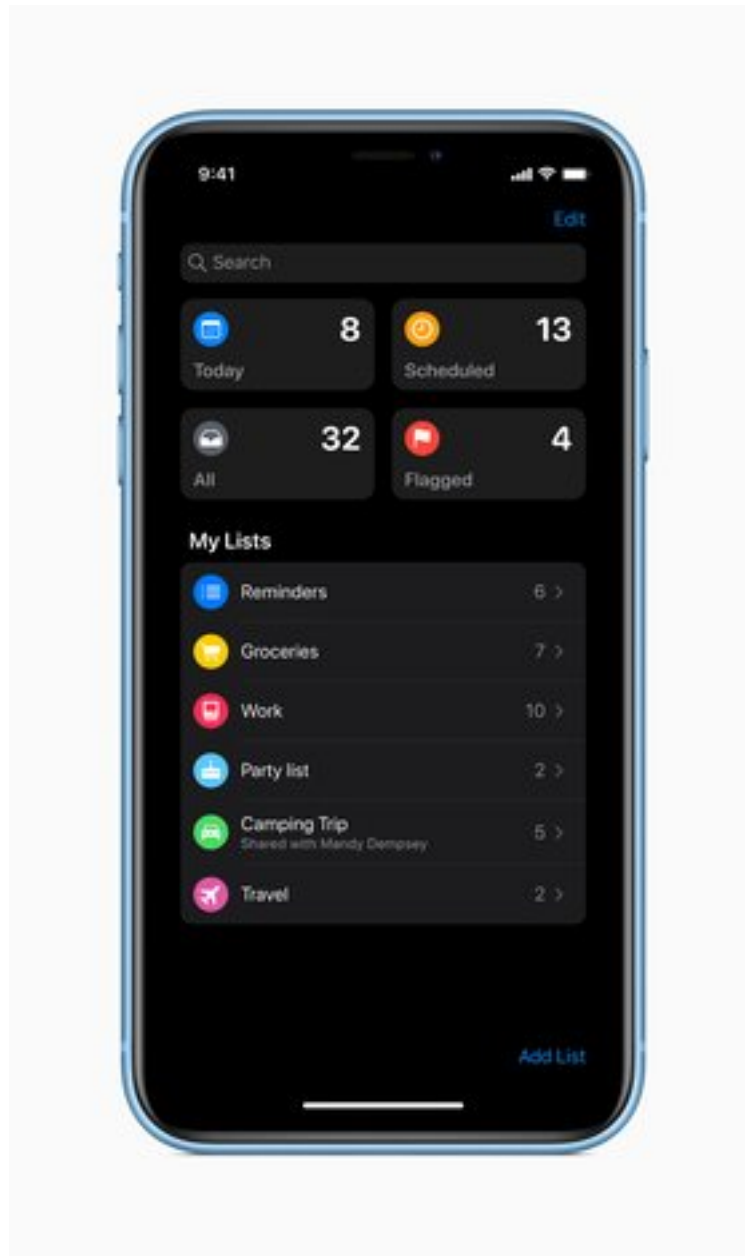 9:41
Edit
Search
8
Today
13
Scheduled
32
All
4
Flagged
My Lists
Reminders 6
Groceries 7
Work 10
Party list 2
Camping Trip 5
Shared with Mandy Dempsey
Travel 2
Add List